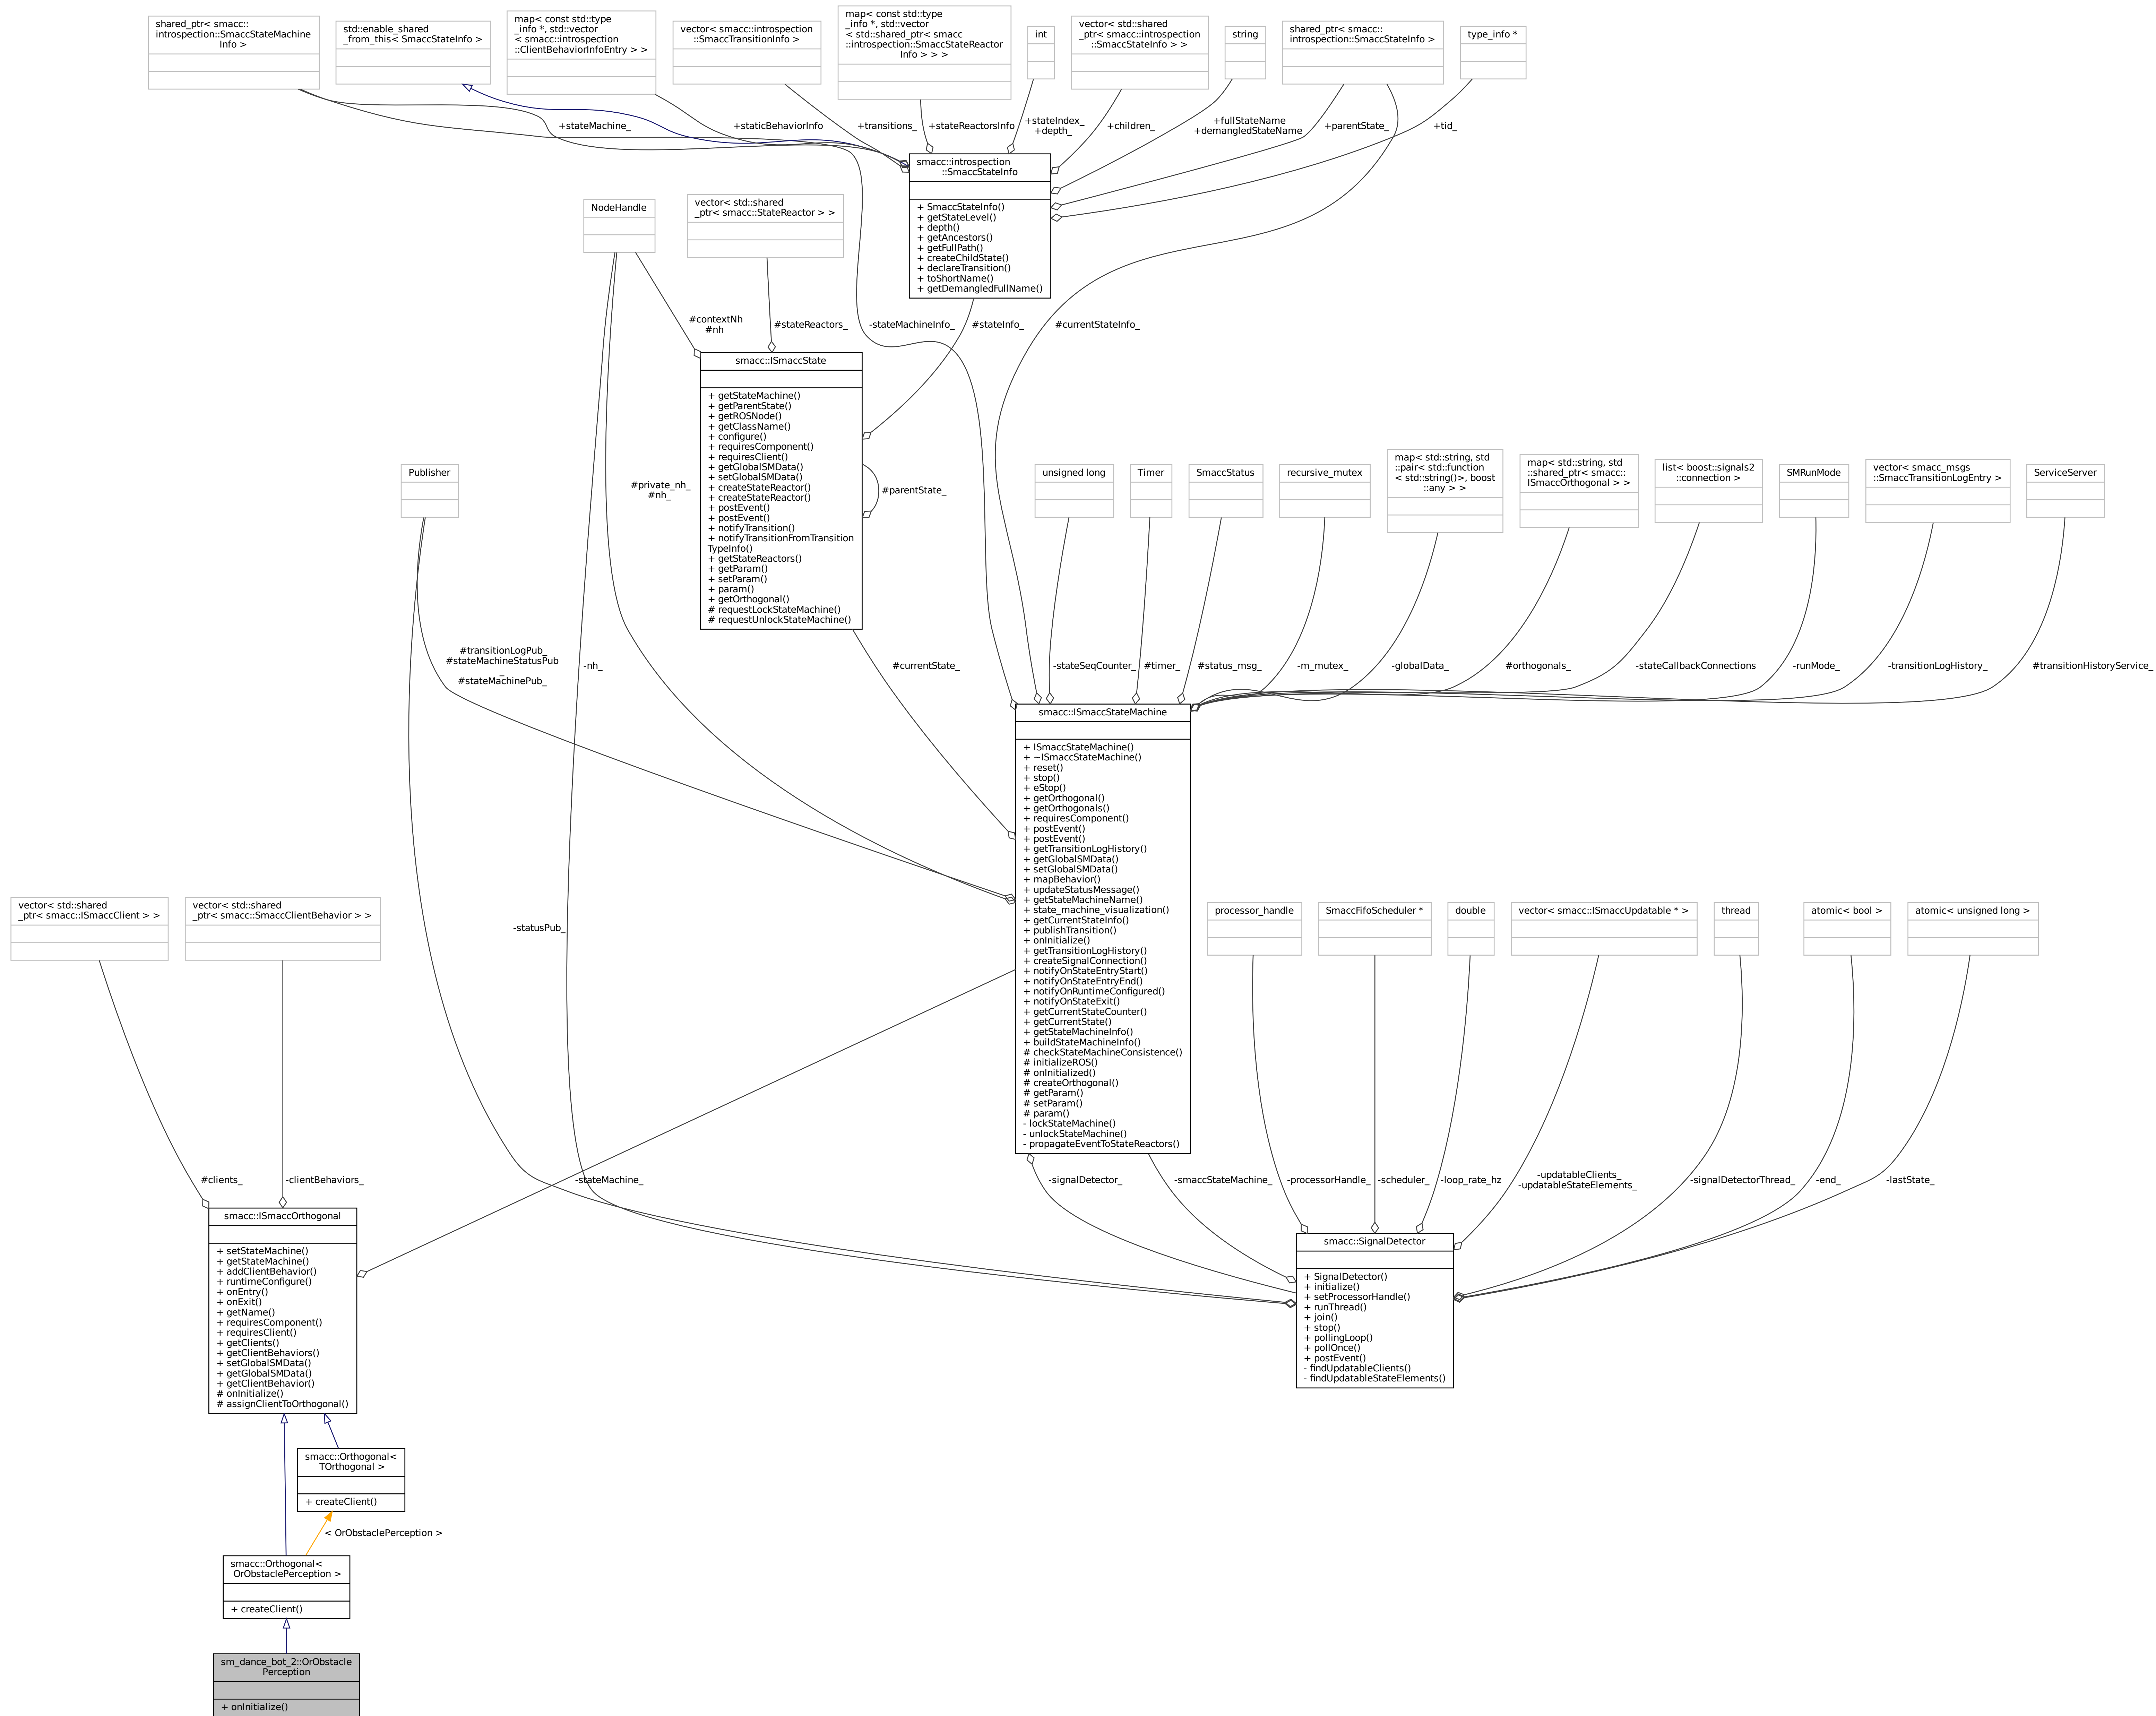 shared_ptr< smacc::
introspection::SmaccStateMachine
Info >
std::enable_shared
_from_this< SmaccStateInfo >
map< const std::type
_info *, std::vector
< smacc::introspection
::ClientBehaviorInfoEntry > >
vector< smacc::introspection
::SmaccTransitionInfo >
map< const std::type
_info *, std::vector
< std::shared_ptr< smacc
::introspection::SmaccStateReactor
Info > > >
int
vector< std::shared
_ptr< smacc::introspection
::SmaccStateInfo > >
string
shared_ptr< smacc::
introspection::SmaccStateInfo >
type_info *
+stateMachine_
+staticBehaviorInfo
+transitions_
+stateReactorsInfo
+stateIndex_
+depth_
+children_
+fullStateName
+demangledStateName
+parentState_
+tid_
smacc::introspection
::SmaccStateInfo
+ SmaccStateInfo()
+ getStateLevel()
+ depth()
+ getAncestors()
+ getFullPath()
+ createChildState()
+ declareTransition()
+ toShortName()
+ getDemangledFullName()
NodeHandle
vector< std::shared
_ptr< smacc::StateReactor > >
#contextNh
#nh
#stateReactors_
-stateMachineInfo_
#stateInfo_
#currentStateInfo_
smacc::ISmaccState
+ getStateMachine()
+ getParentState()
+ getROSNode()
+ getClassName()
+ configure()
+ requiresComponent()
+ requiresClient()
+ getGlobalSMData()
+ setGlobalSMData()
+ createStateReactor()
+ createStateReactor()
+ postEvent()
+ postEvent()
+ notifyTransition()
+ notifyTransitionFromTransition
TypeInfo()
+ getStateReactors()
+ getParam()
+ setParam()
+ param()
+ getOrthogonal()
# requestLockStateMachine()
# requestUnlockStateMachine()
#parentState_
Publisher
#private_nh_
#nh_
unsigned long
Timer
SmaccStatus
recursive_mutex
map< std::string, std
::pair< std::function
< std::string()>, boost
::any > >
map< std::string, std
::shared_ptr< smacc::
ISmaccOrthogonal > >
list< boost::signals2
::connection >
SMRunMode
vector< smacc_msgs
::SmaccTransitionLogEntry >
ServiceServer
#transitionLogPub_
#stateMachineStatusPub
_
#stateMachinePub_
-nh_
#currentState_
-stateSeqCounter_
#timer_
#status_msg_
-m_mutex_
-globalData_
#orthogonals_
-stateCallbackConnections
-runMode_
-transitionLogHistory_
#transitionHistoryService_
smacc::ISmaccStateMachine
+ ISmaccStateMachine()
+ ~ISmaccStateMachine()
+ reset()
+ stop()
+ eStop()
+ getOrthogonal()
+ getOrthogonals()
+ requiresComponent()
+ postEvent()
+ postEvent()
+ getTransitionLogHistory()
+ getGlobalSMData()
+ setGlobalSMData()
+ mapBehavior()
+ updateStatusMessage()
+ getStateMachineName()
+ state_machine_visualization()
+ getCurrentStateInfo()
+ publishTransition()
+ onInitialize()
+ getTransitionLogHistory()
+ createSignalConnection()
+ notifyOnStateEntryStart()
+ notifyOnStateEntryEnd()
+ notifyOnRuntimeConfigured()
+ notifyOnStateExit()
+ getCurrentStateCounter()
+ getCurrentState()
+ getStateMachineInfo()
+ buildStateMachineInfo()
# checkStateMachineConsistence()
# initializeROS()
# onInitialized()
# createOrthogonal()
# getParam()
# setParam()
# param()
- lockStateMachine()
- unlockStateMachine()
- propagateEventToStateReactors()
vector< std::shared
_ptr< smacc::ISmaccClient > >
vector< std::shared
_ptr< smacc::SmaccClientBehavior > >
-statusPub_
processor_handle
SmaccFifoScheduler *
double
vector< smacc::ISmaccUpdatable * >
thread
atomic< bool >
atomic< unsigned long >
#clients_
-clientBehaviors_
-stateMachine_
-signalDetector_
-smaccStateMachine_
-processorHandle_
-scheduler_
-loop_rate_hz
-updatableClients_
-updatableStateElements_
-signalDetectorThread_
-end_
-lastState_
smacc::ISmaccOrthogonal
+ setStateMachine()
+ getStateMachine()
+ addClientBehavior()
+ runtimeConfigure()
+ onEntry()
+ onExit()
+ getName()
+ requiresComponent()
+ requiresClient()
+ getClients()
+ getClientBehaviors()
+ setGlobalSMData()
+ getGlobalSMData()
+ getClientBehavior()
# onInitialize()
# assignClientToOrthogonal()
smacc::SignalDetector
+ SignalDetector()
+ initialize()
+ setProcessorHandle()
+ runThread()
+ join()
+ stop()
+ pollingLoop()
+ pollOnce()
+ postEvent()
- findUpdatableClients()
- findUpdatableStateElements()
smacc::Orthogonal<
TOrthogonal >
+ createClient()
< OrObstaclePerception >
smacc::Orthogonal<
OrObstaclePerception >
+ createClient()
sm_dance_bot_2::OrObstacle
Perception
+ onInitialize()